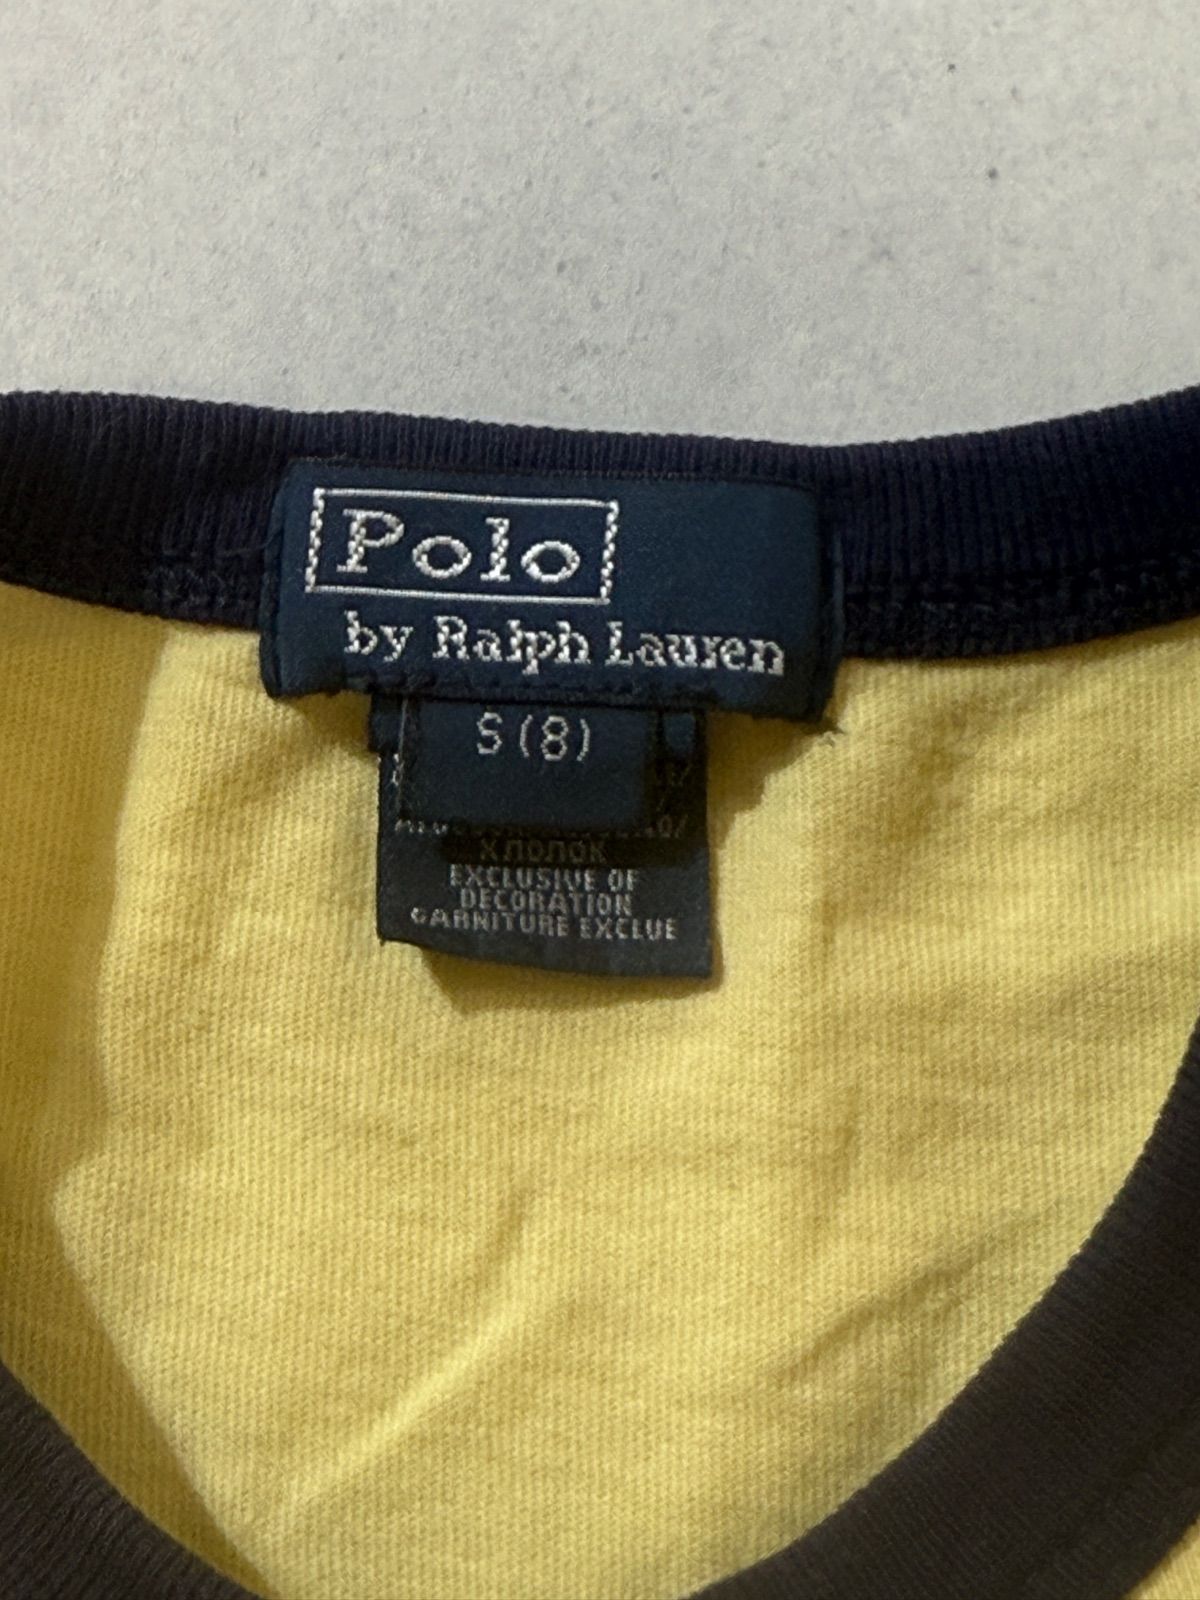 Polo
by Ralph Lauren
S (8)
ХЛОПОК
EXCLUSIVE OF
DECORATION
GARNITURE EXCLUE